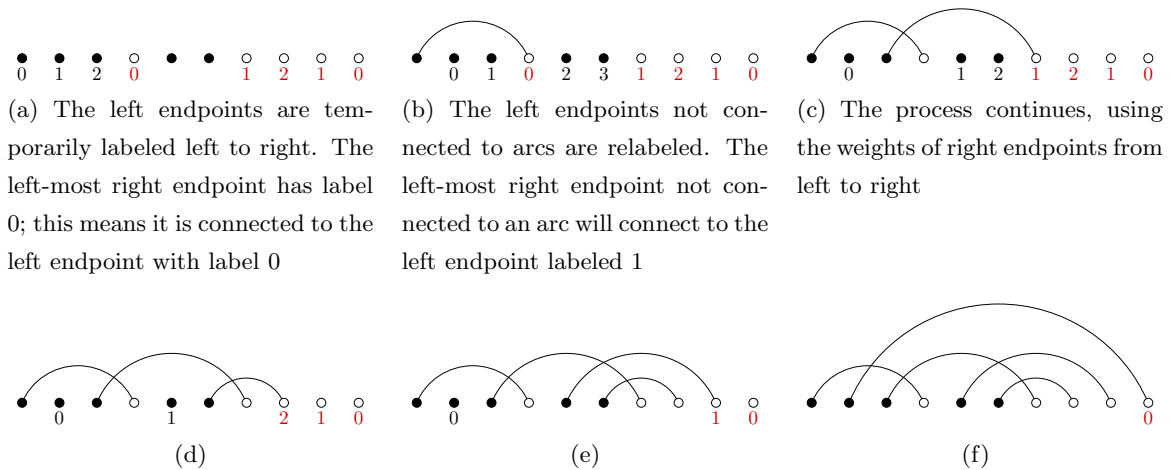 0 1 2 0 1 2 1 0
(a) The left endpoints are tem-
porarily labeled left to right. The
left-most right endpoint has label
0; this means it is connected to the
left endpoint with label 0
0 1 0 2 3 1 2 1 0
(b) The left endpoints not con-
nected to arcs are relabeled. The
left-most right endpoint not con-
nected to an arc will connect to the
left endpoint labeled 1
0 1 2 1 2 1 0
(c) The process continues, using
the weights of right endpoints from
left to right
0 1 2 1 0
(d)
0 1 0
(e)
0
(f)